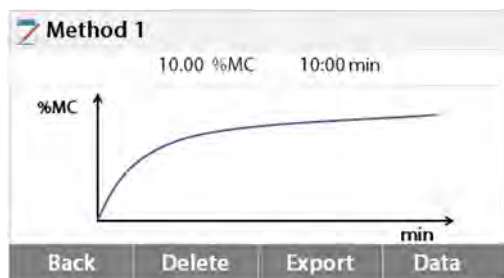 Method 1
10.00 %MC 10:00 min
%MC
min
Back Delete Export Data